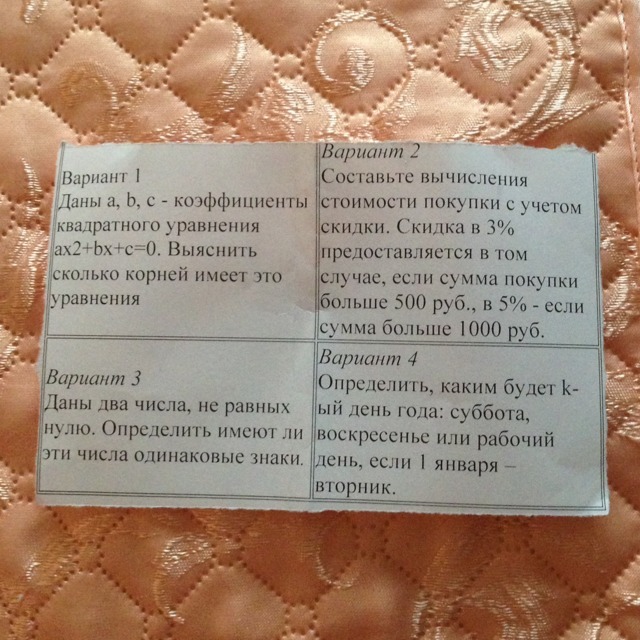 Вариант 1
Даны a, b, c - коэффициенты
квадратного уравнения
ax2+bx+c=0. Выяснить
сколько корней имеет это
уравнения
Вариант 2
Составьте вычисления
стоимости покупки с учетом
скидки. Скидка в 3%
предоставляется в том
случае, если сумма покупки
больше 500 руб., в 5% - если
сумма больше 1000 руб.
Вариант 3
Даны два числа, не равных
нулю. Определить имеют ли
эти числа одинаковые знаки.
Вариант 4
Определить, каким будет k-
ый день года: суббота,
воскресенье или рабочий
день, если 1 января –
вторник.